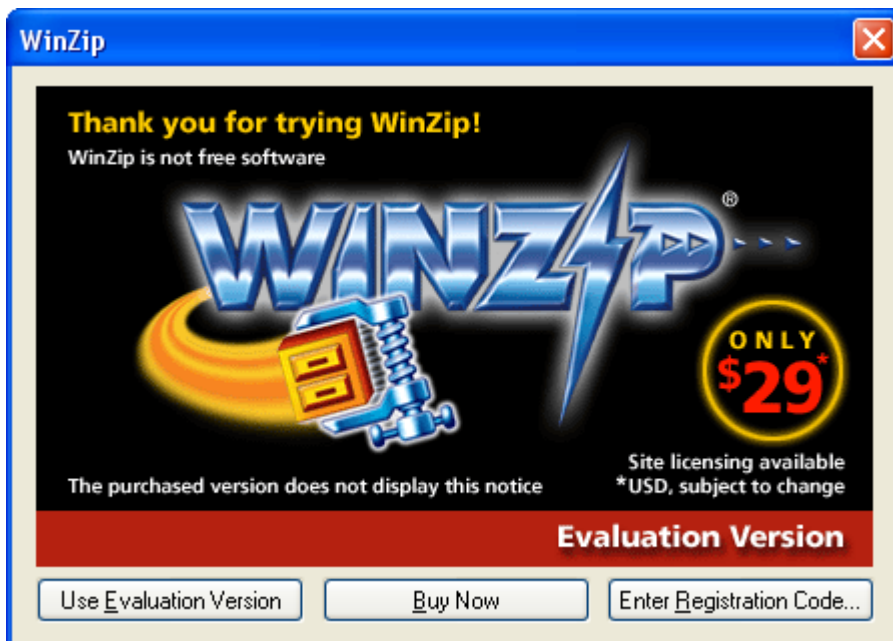 WinZip
Thank you for trying WinZip!
WinZip is not free software
WINZIP®
ONLY
$29*
Site licensing available
The purchased version does not display this notice
*USD, subject to change
Evaluation Version
Use Evaluation Version
Buy Now
Enter Registration Code...